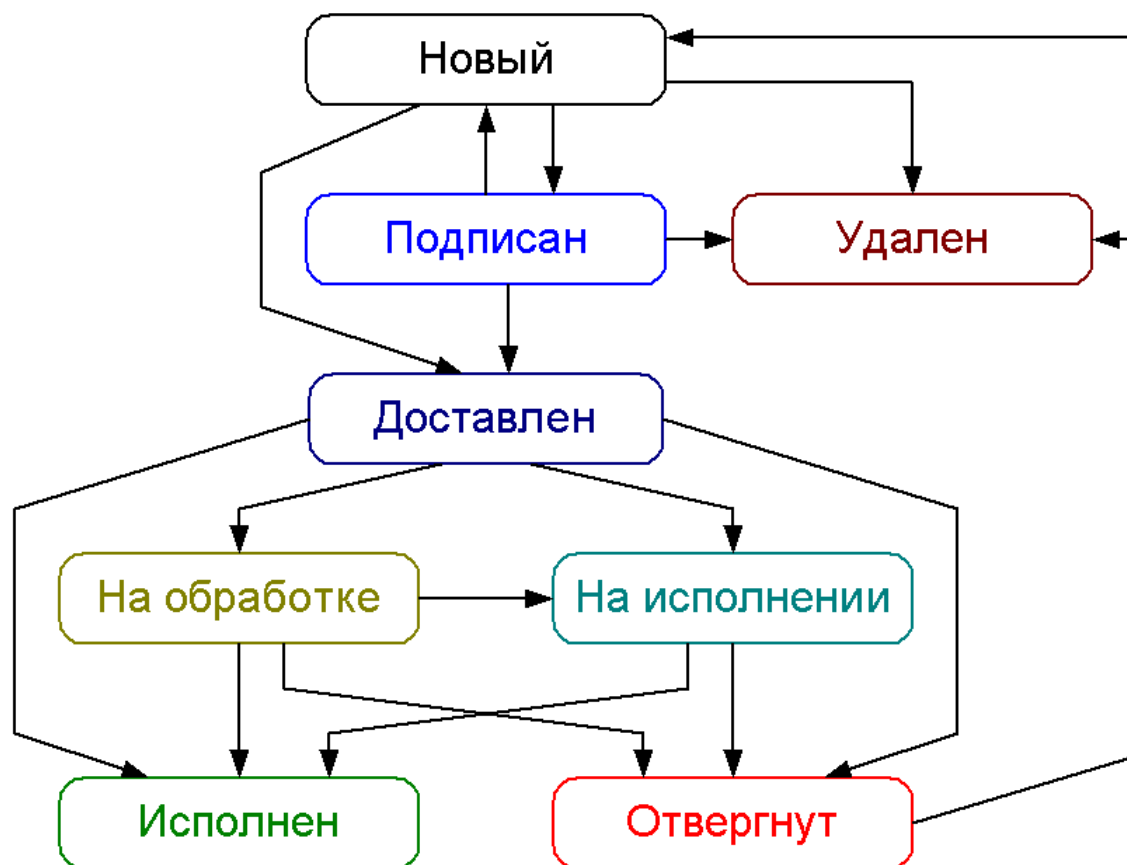 Новый
Подписан
Удален
Доставлен
На обработке
На исполнении
Исполнен
Отвергнут